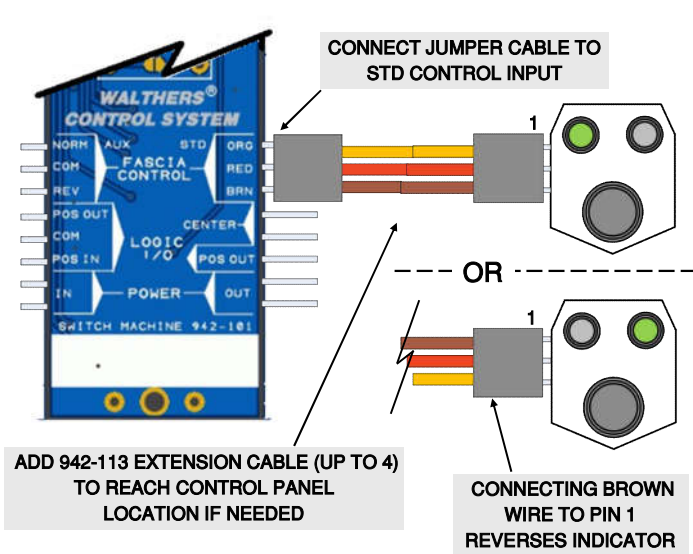 CONNECT JUMPER CABLE TO
STD CONTROL INPUT
WALTHERS®
CONTROL SYSTEM
NORM AUX STD ORG
COM FASCIA RED
CONTROL
REV BRN
POS OUT CENTER
COM LOGIC
I/O
POS IN POS OUT
IN POWER OUT
SWITCH MACHINE 942-101
1
OR
1
ADD 942-113 EXTENSION CABLE (UP TO 4)
TO REACH CONTROL PANEL
LOCATION IF NEEDED
CONNECTING BROWN
WIRE TO PIN 1
REVERSES INDICATOR